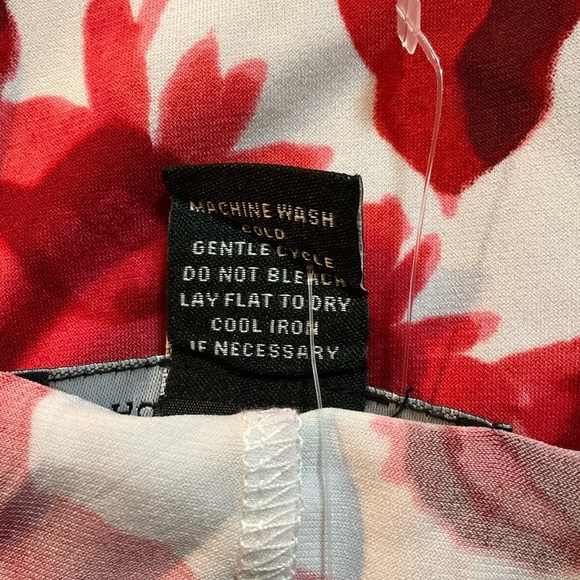 MACHINE WASH
COLD
GENTLE CYCLE
DO NOT BLEACH
LAY FLAT TO DRY
COOL IRON
IF NECESSARY